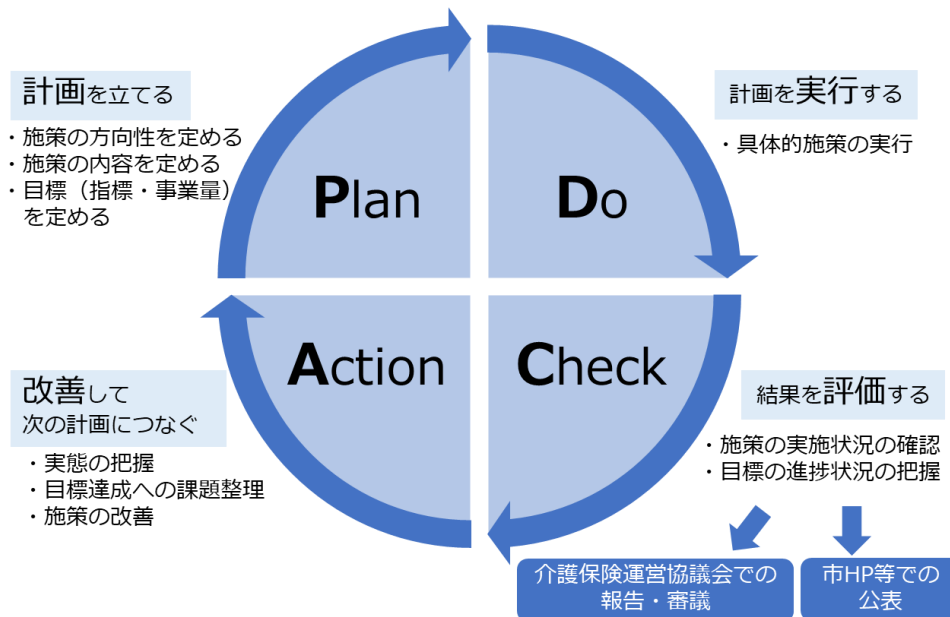 計画を立てる
・施策の方向性を定める
・施策の内容を定める
・目標（指標・事業量）
を定める
Plan
Do
計画を実行する
・具体的施策の実行
Action
Check
改善して
次の計画につなぐ
・実態の把握
・目標達成への課題整理
・施策の改善
結果を評価する
・施策の実施状況の確認
・目標の進捗状況の把握
介護保険運営協議会での
報告・審議
市HP等での
公表